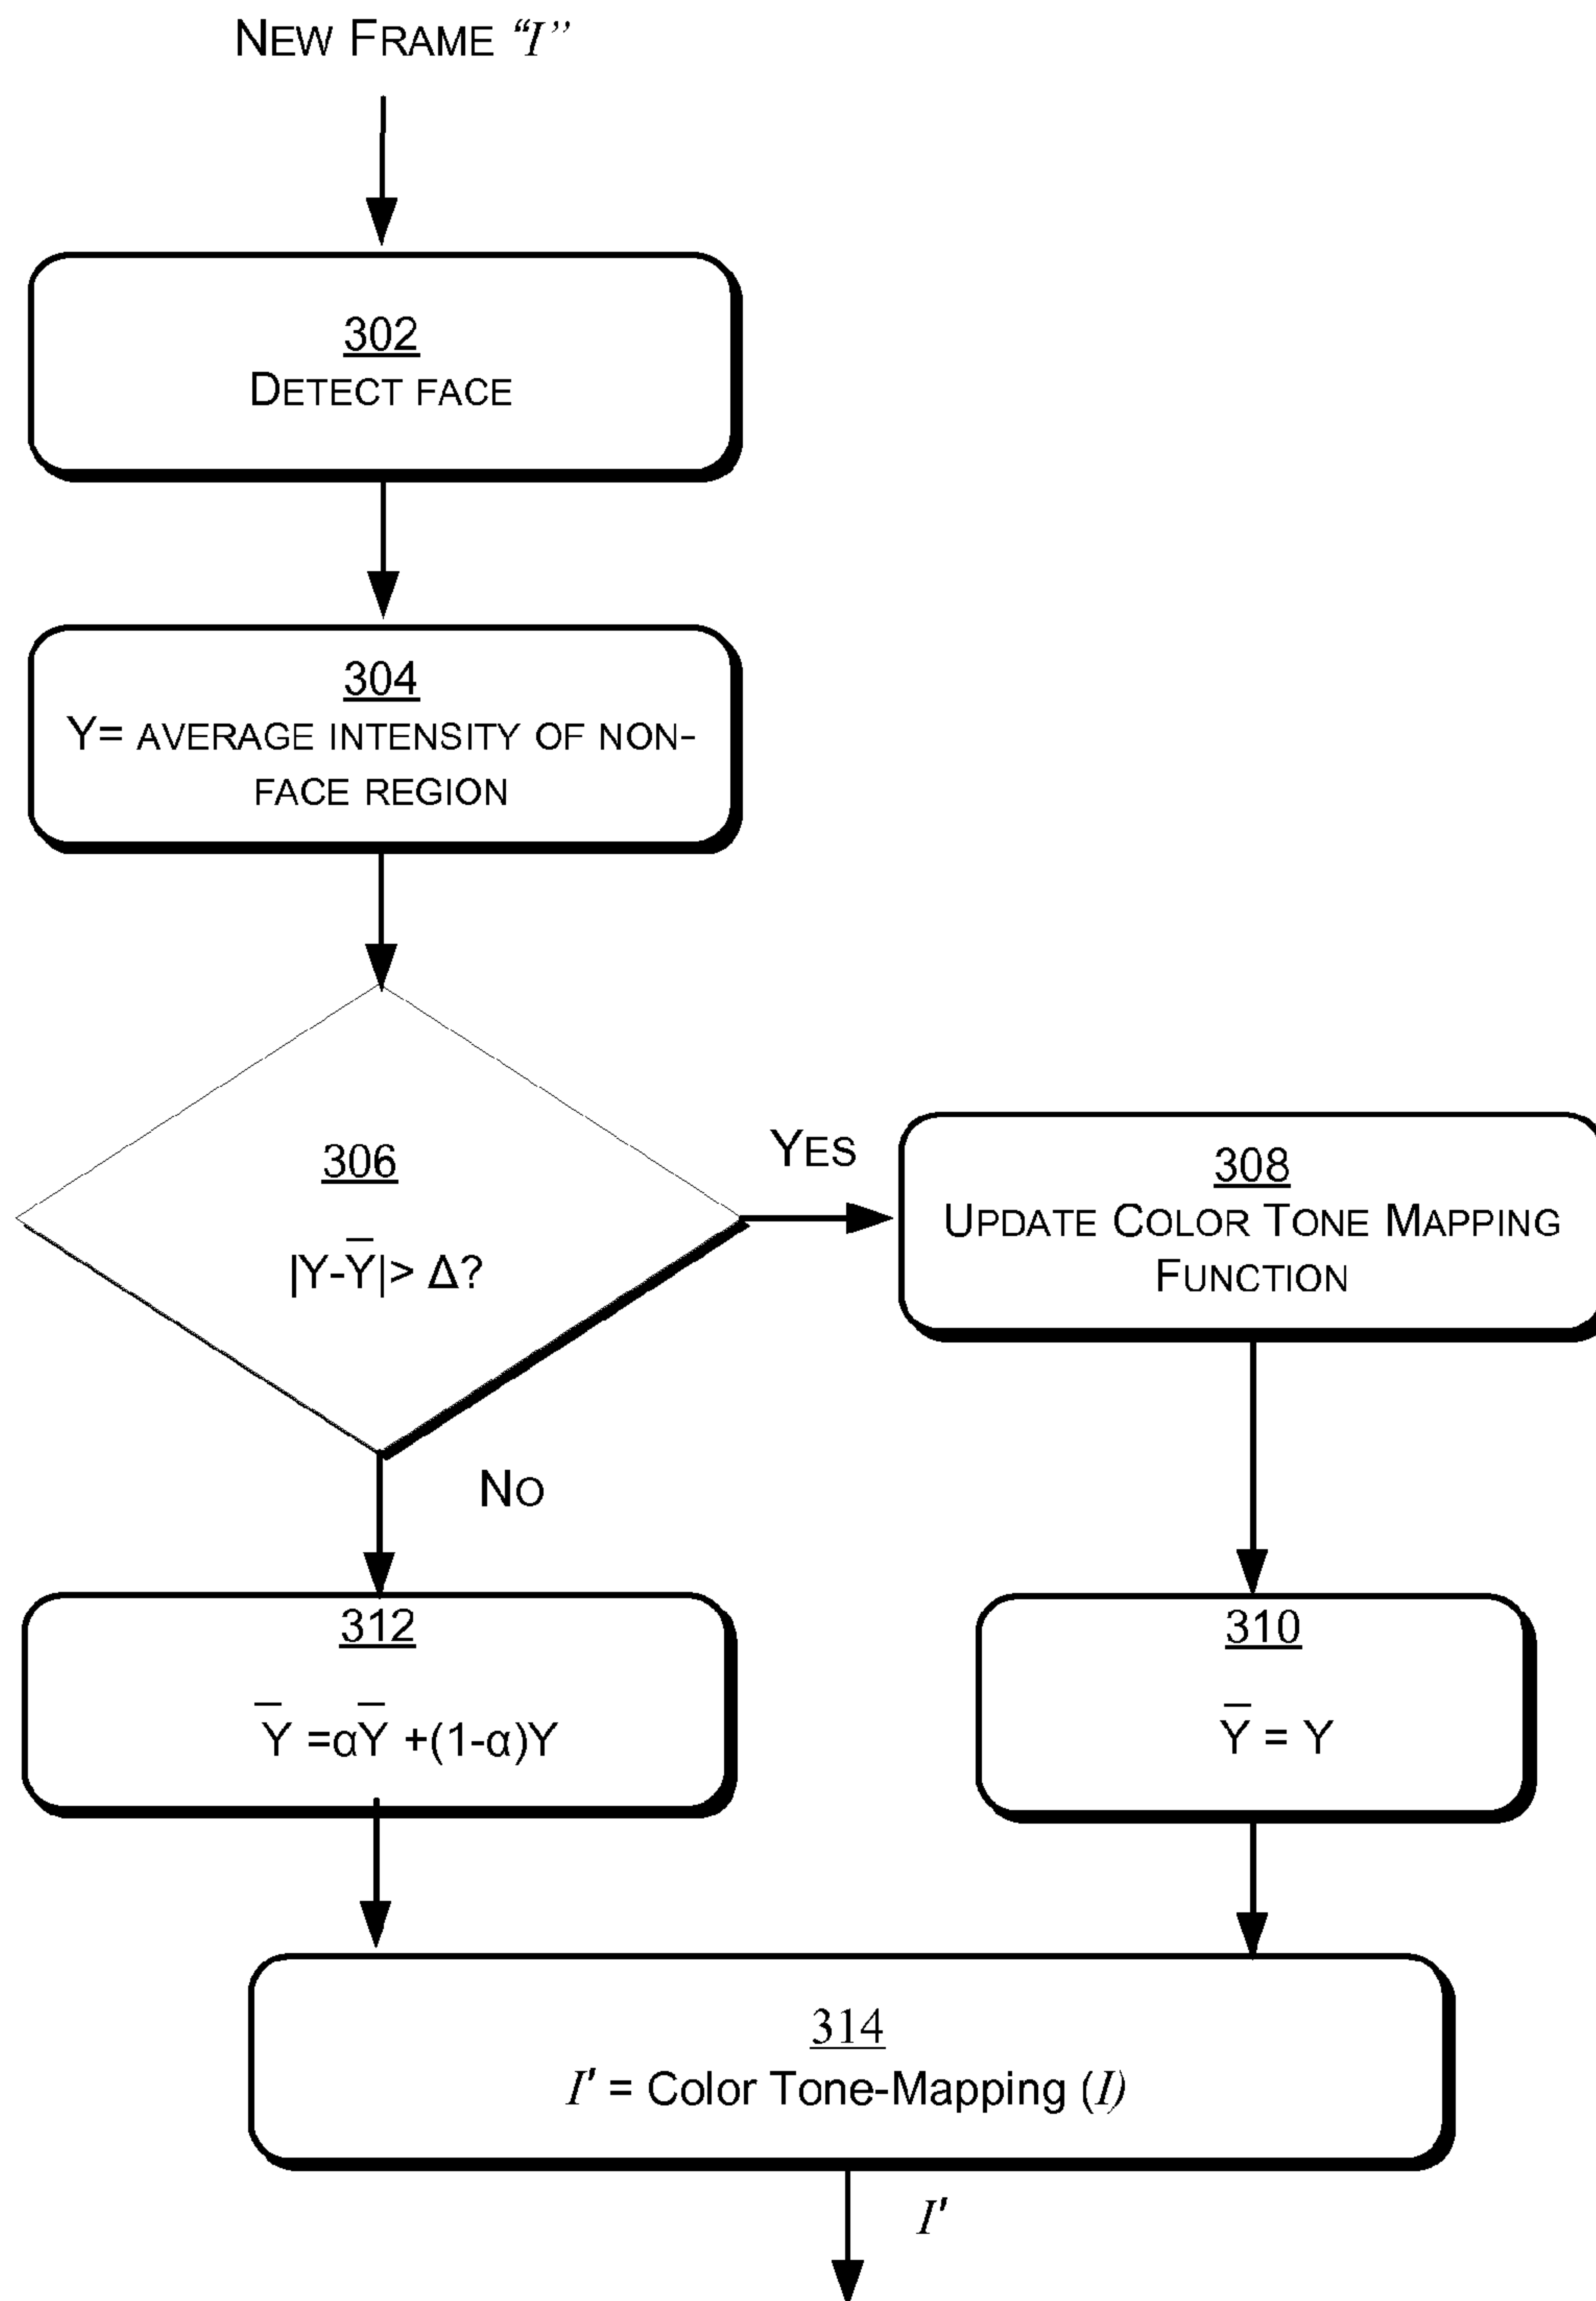 NEW FRAME “I”
302
DETECT FACE
304
Y= AVERAGE INTENSITY OF NON-
FACE REGION
306
|Y-Y̅|> Δ?
YES
308
UPDATE COLOR TONE MAPPING
FUNCTION
NO
312
Y̅ =αY̅ +(1-α)Y
310
Y̅ = Y
314
I' = Color Tone-Mapping (I)
I'